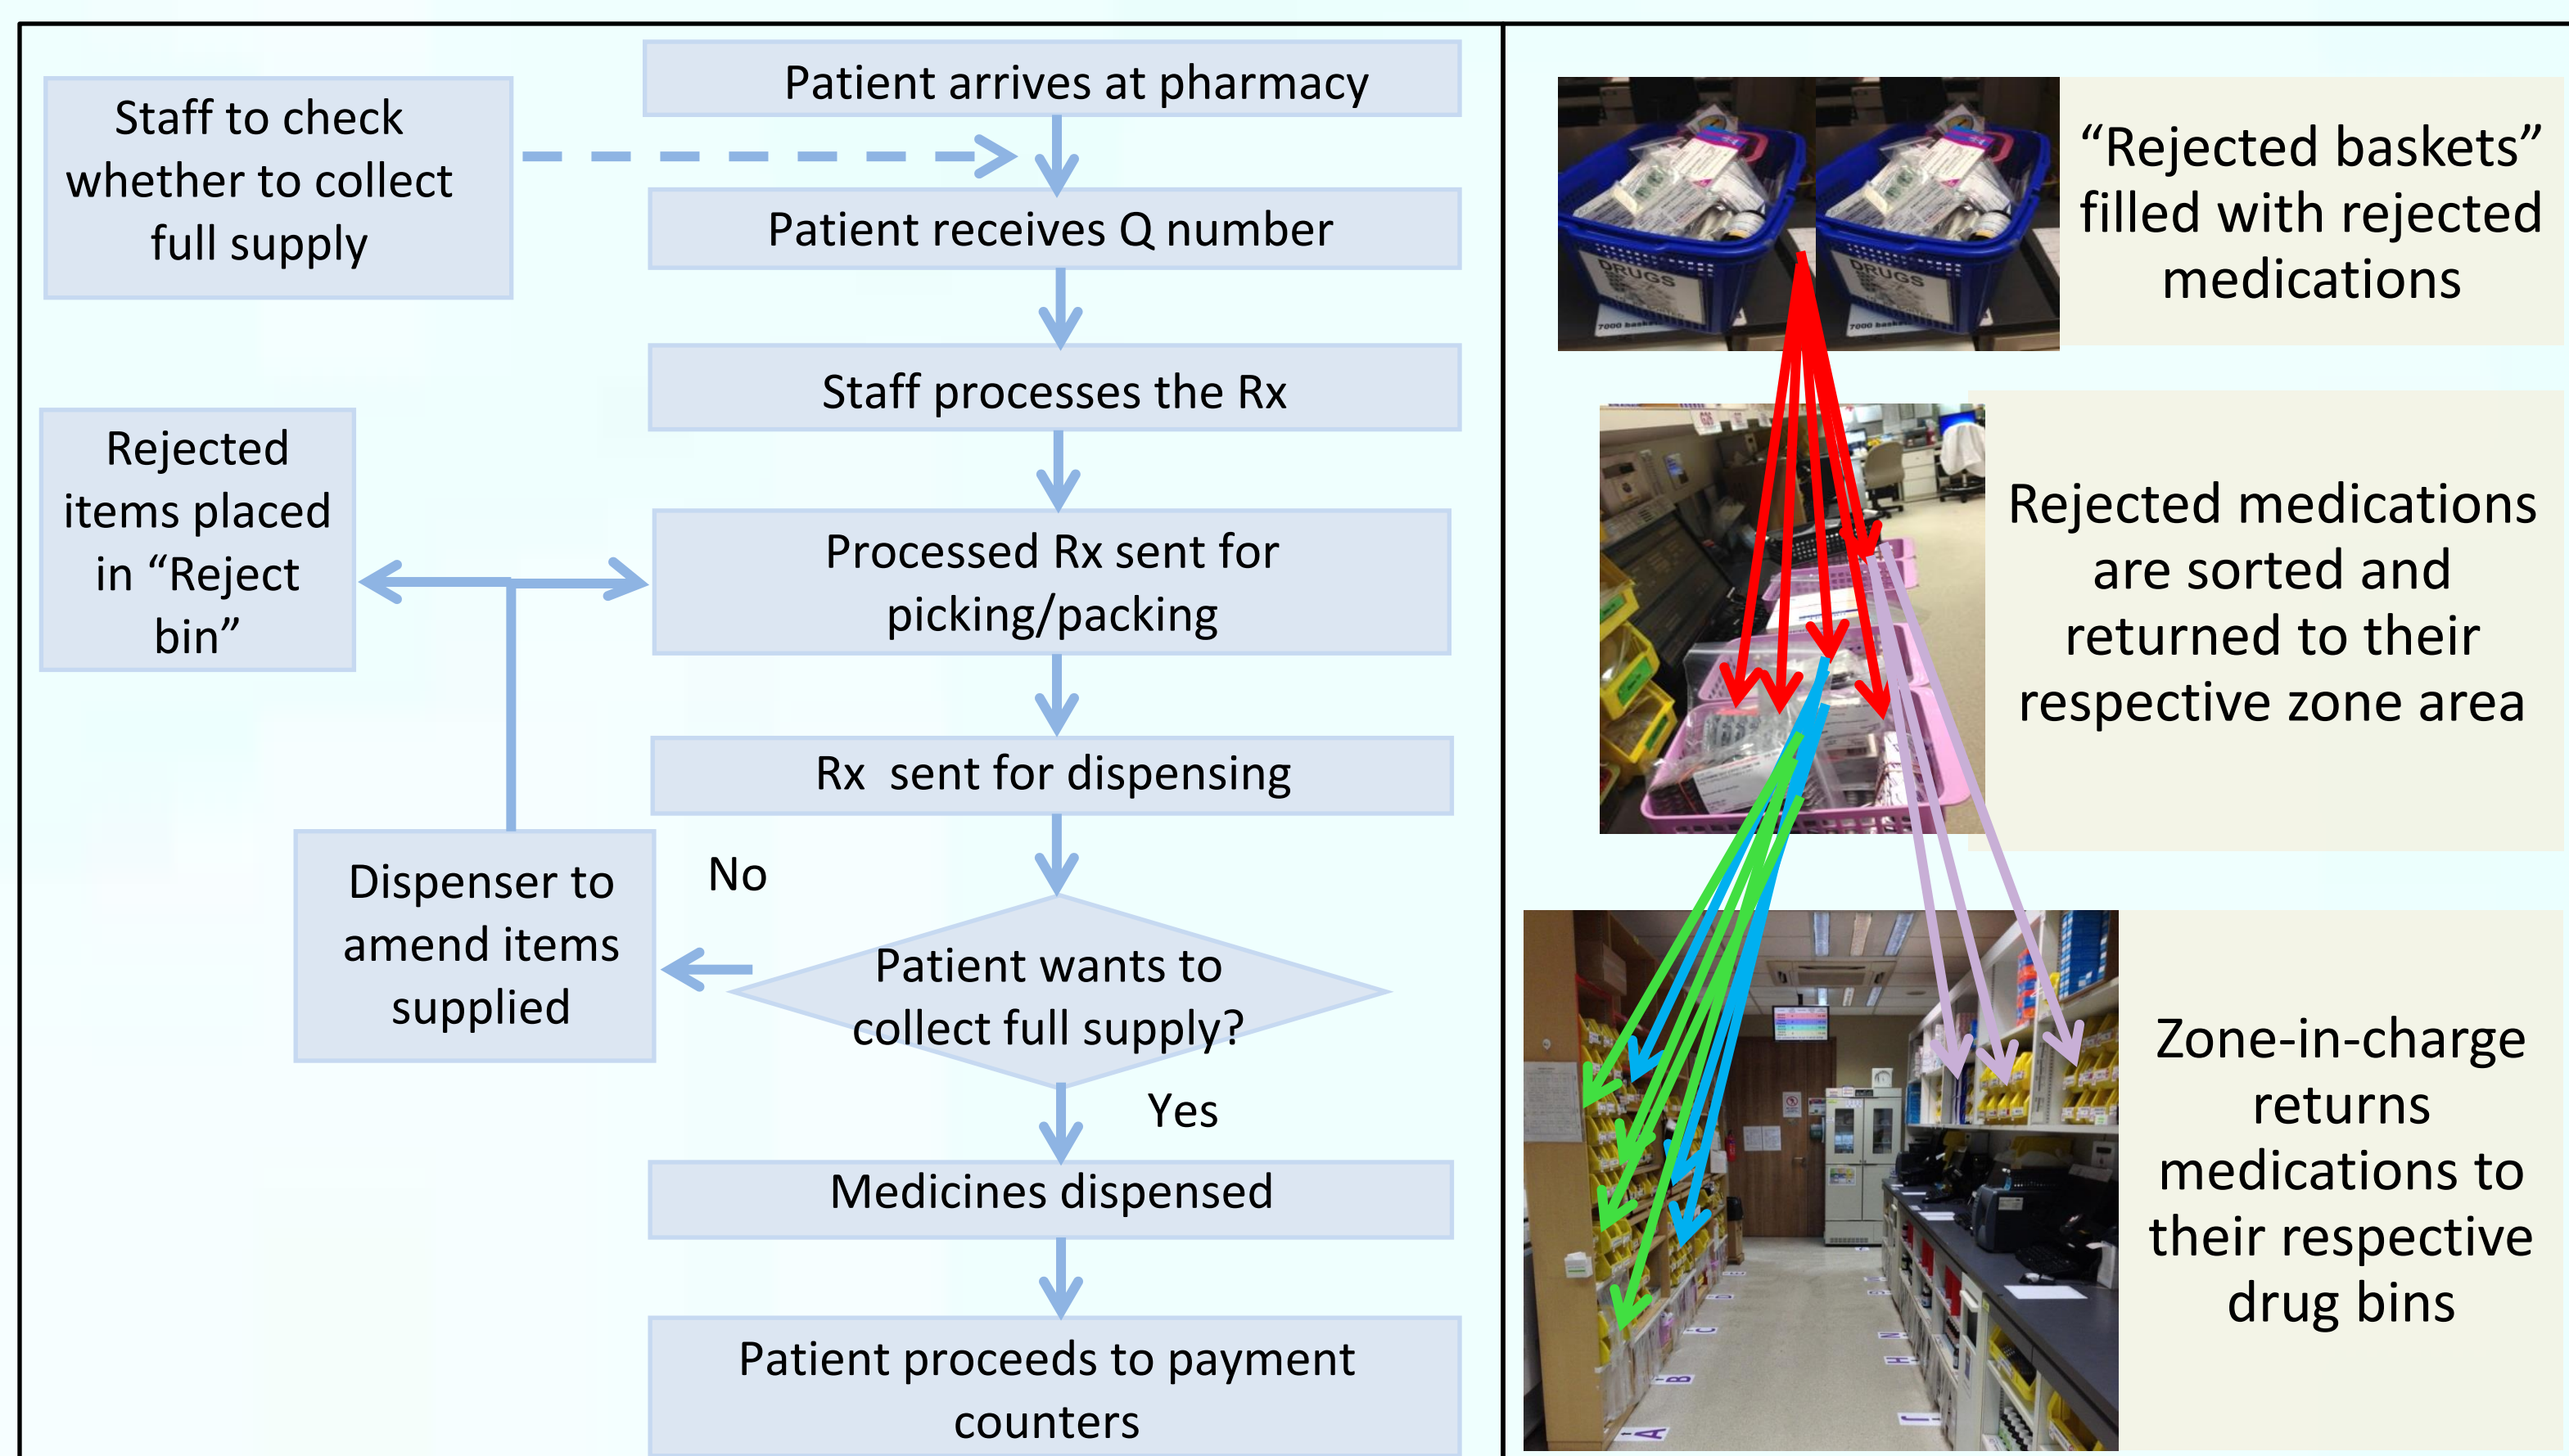 Patient arrives at pharmacy
Staff to check
whether to collect
full supply
Patient receives Q number
Staff processes the Rx
Rejected
items placed
in “Reject
bin”
Processed Rx sent for
picking/packing
Rx  sent for dispensing
No
Dispenser to
amend items
supplied
Patient wants to
collect full supply?
Yes
Medicines dispensed
Patient proceeds to payment
counters
DRUGS
7000 bask
DRUGS
7000 bask
“Rejected baskets”
filled with rejected
medications
Rejected medications
are sorted and
returned to their
respective zone area
Zone-in-charge
returns
medications to
their respective
drug bins
C
B
A
N
H